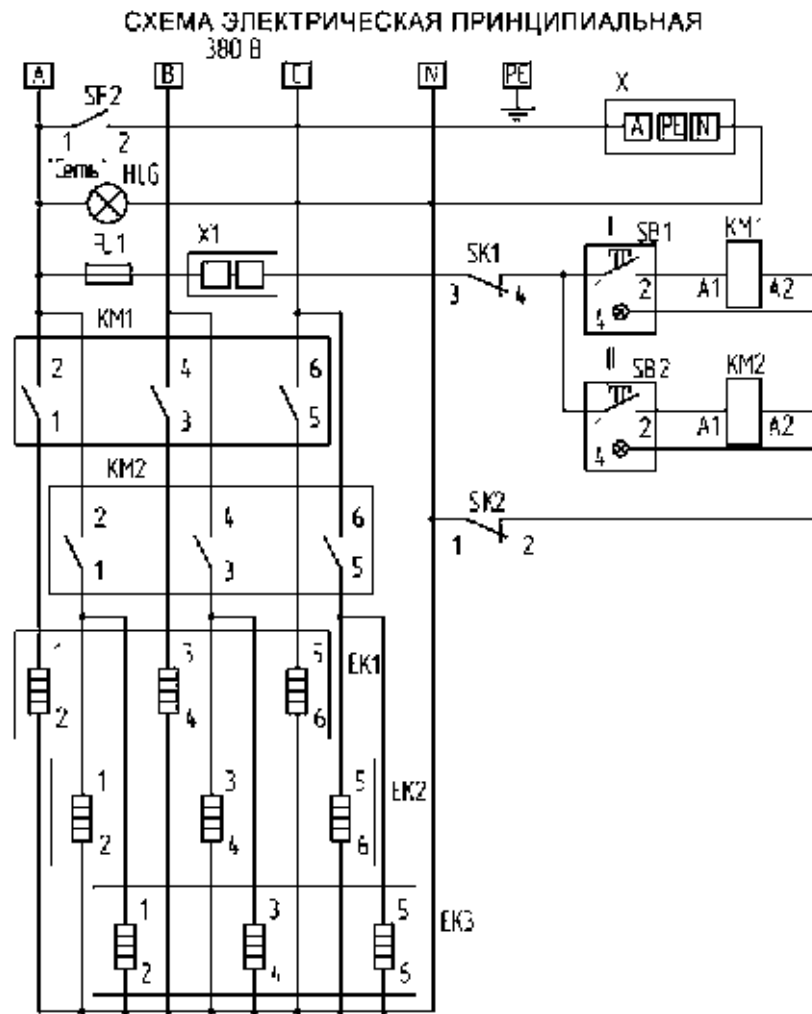 СХЕМА ЭЛЕКТРИЧЕСКАЯ ПРИНЦИПИАЛЬНАЯ
380 В
A B C N PE
X
SF2
1 2
A PE N
"Сеть" HLG
X1
SK1
3 4
I SB1 KM1
2 A1 A2
4
KM1
2 4 6
1 3 5
II SB2 KM2
2 A1 A2
4
KM2
2 4 6
1 3 5
SK2
1 2
1 3 5 EK1
2 4 6
1 3 5 EK2
2 4 6
1 3 5 EK3
2 4